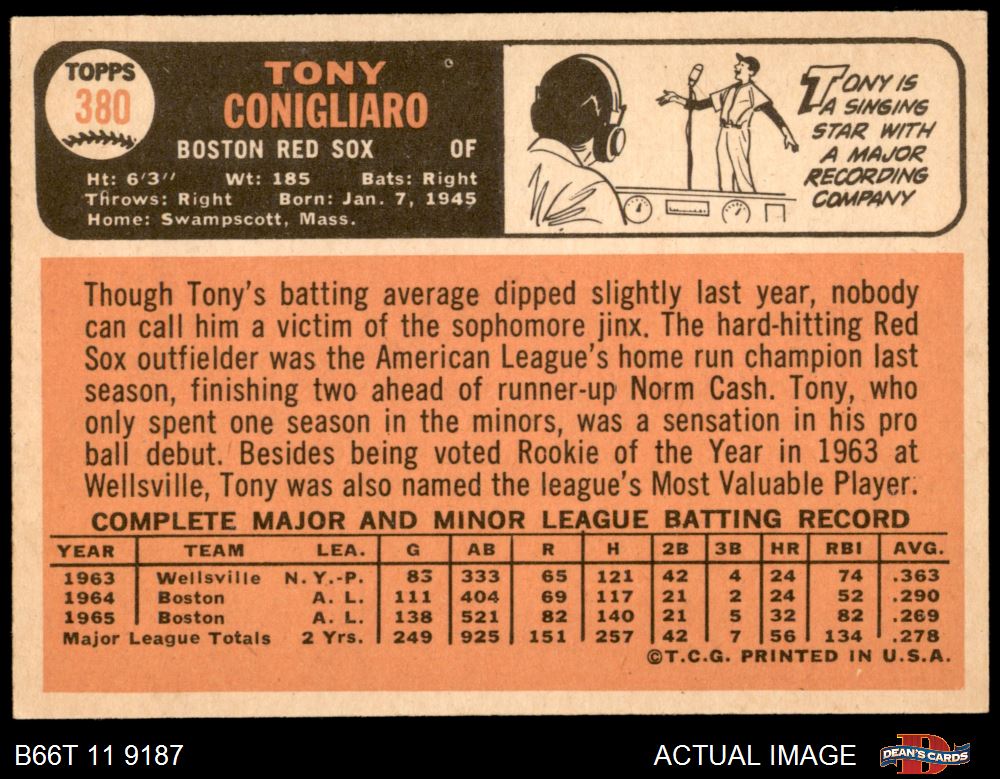 TOPPS
380
TONY
CONIGLIARO
BOSTON RED SOX OF
Ht: 6'3" Wt: 185 Bats: Right
Throws: Right Born: Jan. 7, 1945
Home: Swampscott, Mass.
TONY IS
A SINGING
STAR WITH
A MAJOR
RECORDING
COMPANY
Though Tony's batting average dipped slightly last year, nobody
can call him a victim of the sophomore jinx. The hard-hitting Red
Sox outfielder was the American League's home run champion last
season, finishing two ahead of runner-up Norm Cash. Tony, who
only spent one season in the minors, was a sensation in his pro
ball debut. Besides being voted Rookie of the Year in 1963 at
Wellsville, Tony was also named the league's Most Valuable Player.
COMPLETE MAJOR AND MINOR LEAGUE BATTING RECORD
YEAR TEAM LEA. G AB R H 2B 3B HR RBI AVG.
1963 Wellsville N.Y.-P. 83 333 65 121 42 4 24 74 .363
1964 Boston A. L. 111 404 69 117 21 2 24 52 .290
1965 Boston A. L. 138 521 82 140 21 5 32 82 .269
Major League Totals 2 Yrs. 249 925 151 257 42 7 56 134 .278
©T.C.G. PRINTED IN U.S.A.
B66T 11 9187 ACTUAL IMAGE
DEAN'S CARDS